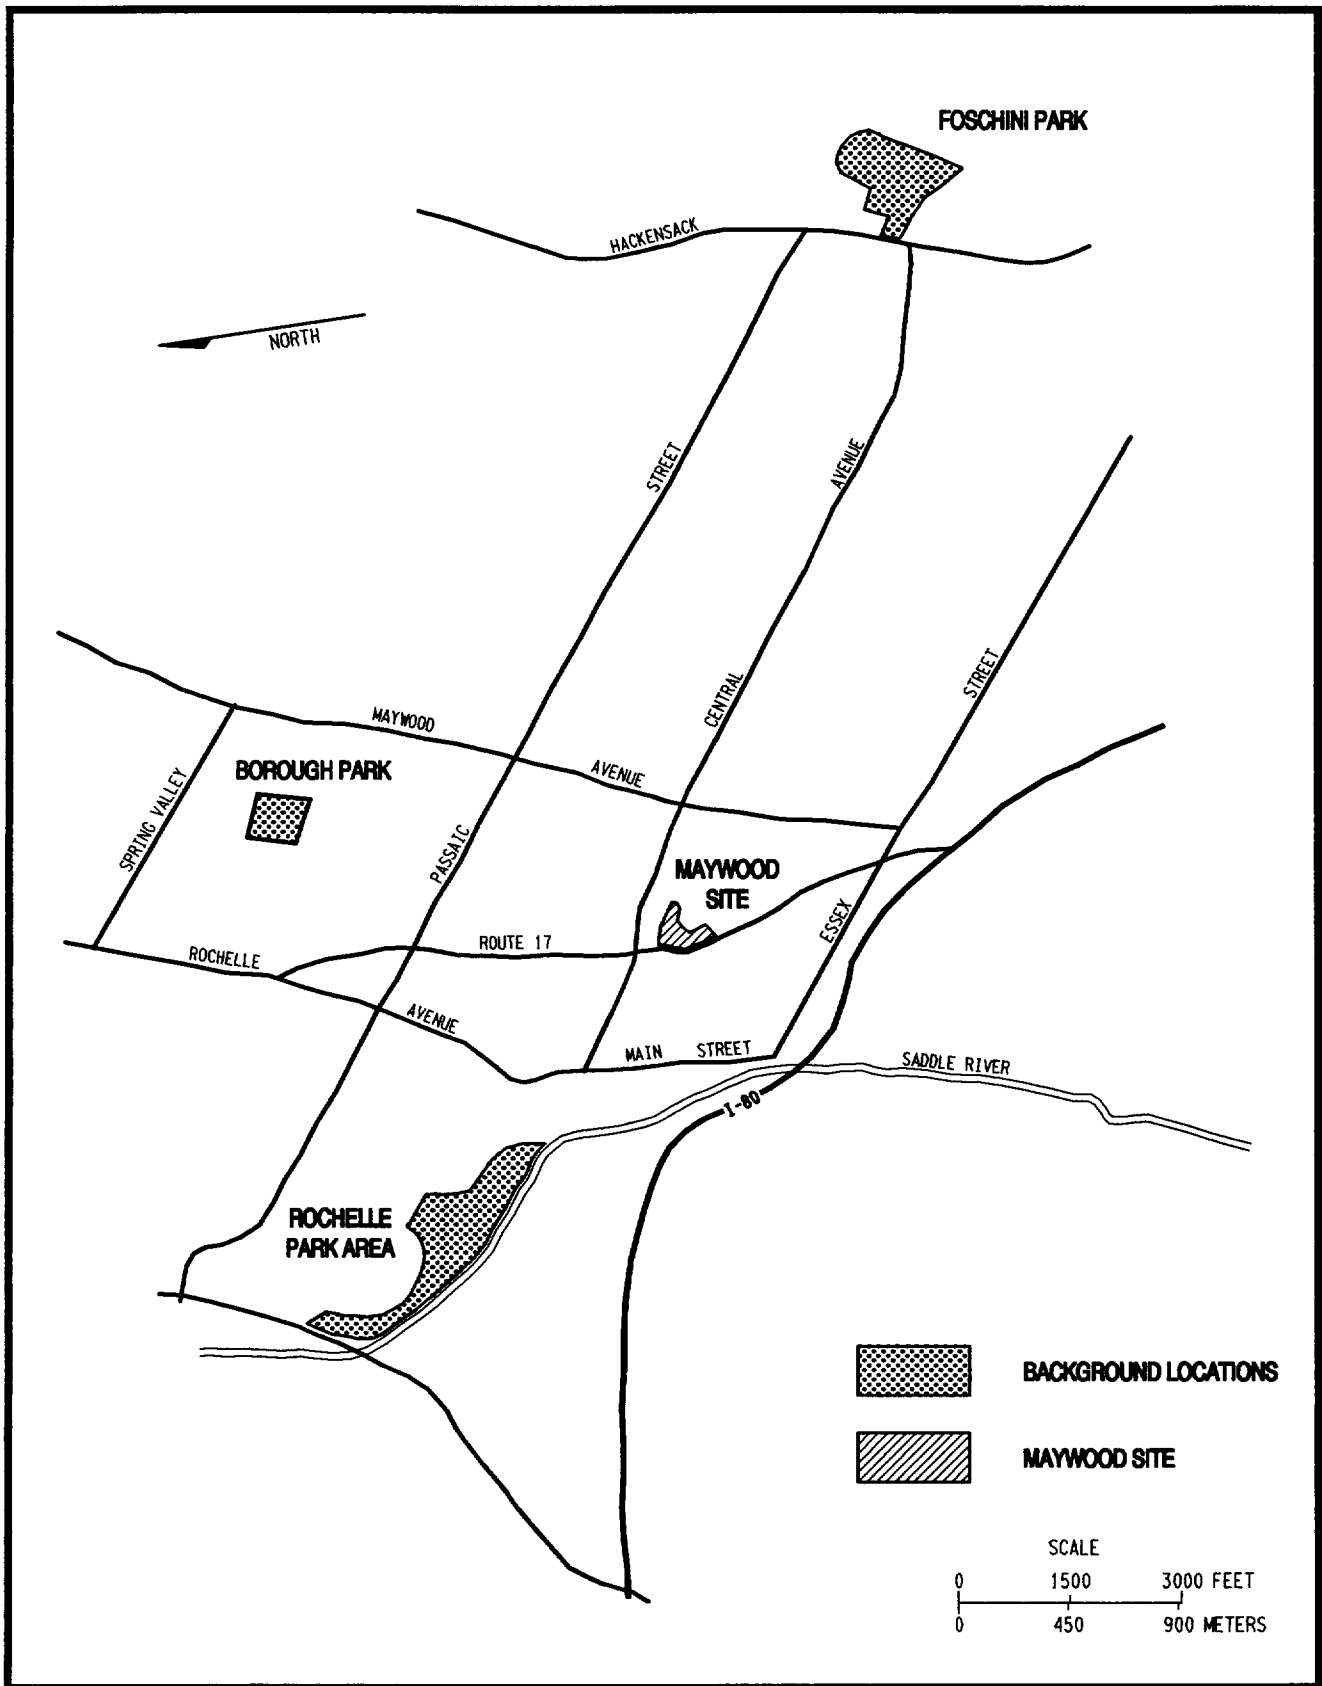 FOSCHINI PARK
HACKENSACK
NORTH
STREET
AVENUE
STREET
CENTRAL
MAYWOOD
AVENUE
BOROUGH PARK
SPRING VALLEY
PASSAIC
MAYWOOD
SITE
ESSEX
ROUTE 17
ROCHELLE
AVENUE
MAIN STREET
SADDLE RIVER
I-80
ROCHELLE
PARK AREA
BACKGROUND LOCATIONS
MAYWOOD SITE
SCALE
0 1500 3000 FEET
0 450 900 METERS